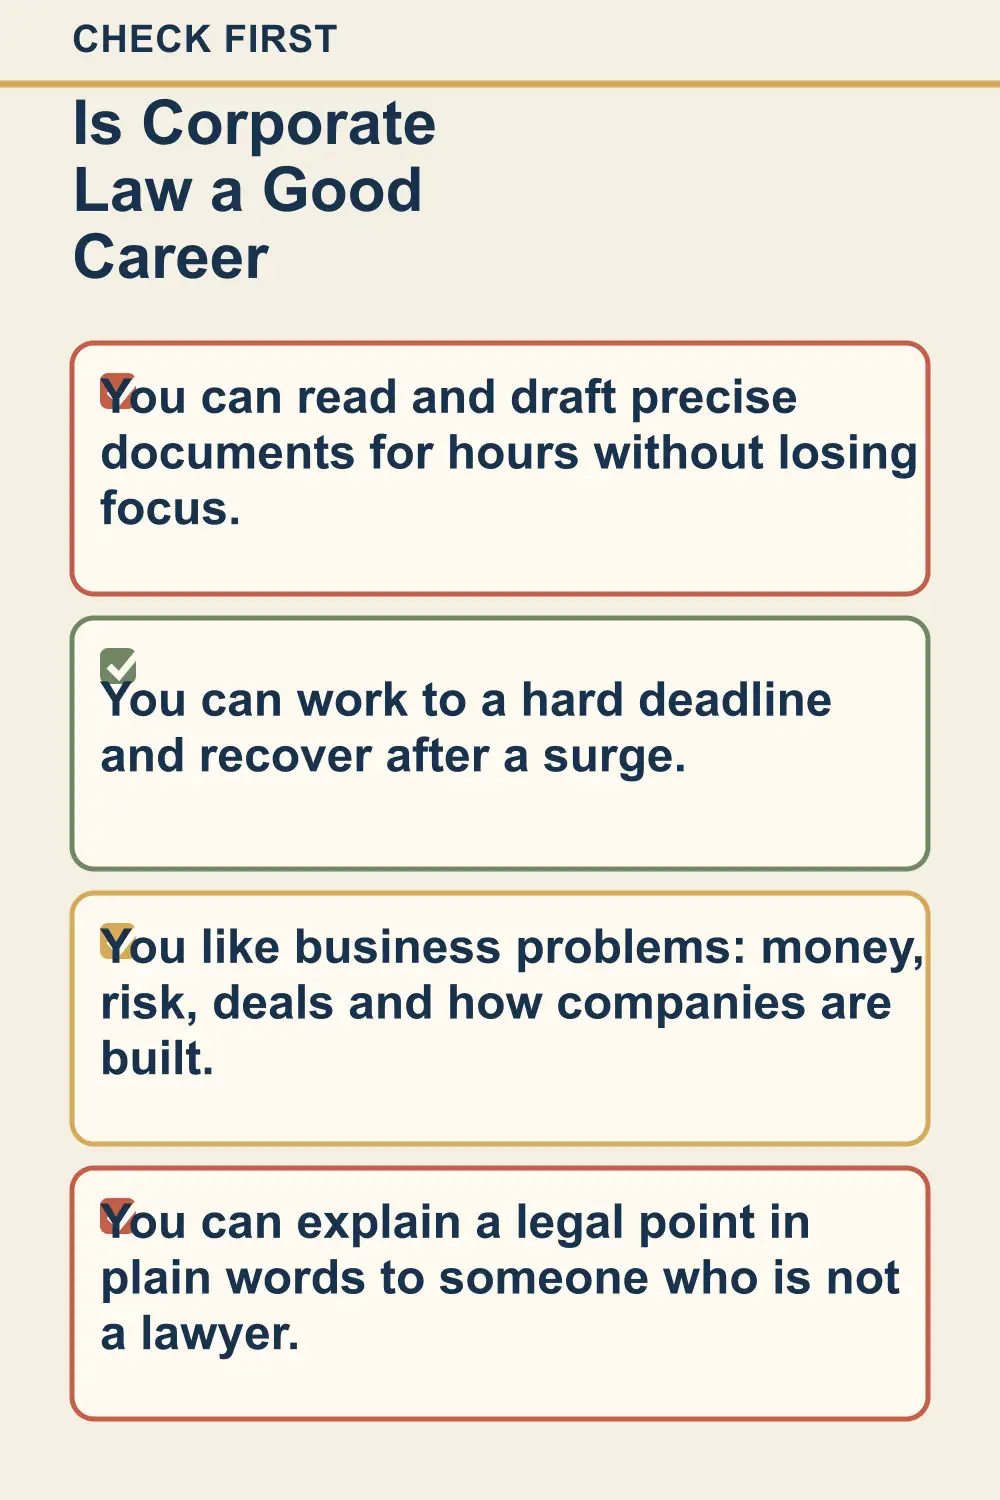 CHECK FIRST
Is Corporate
Law a Good
Career
You can read and draft precise
documents for hours without losing
focus.
You can work to a hard deadline
and recover after a surge.
You like business problems: money,
risk, deals and how companies are
built.
You can explain a legal point in
plain words to someone who is not
a lawyer.